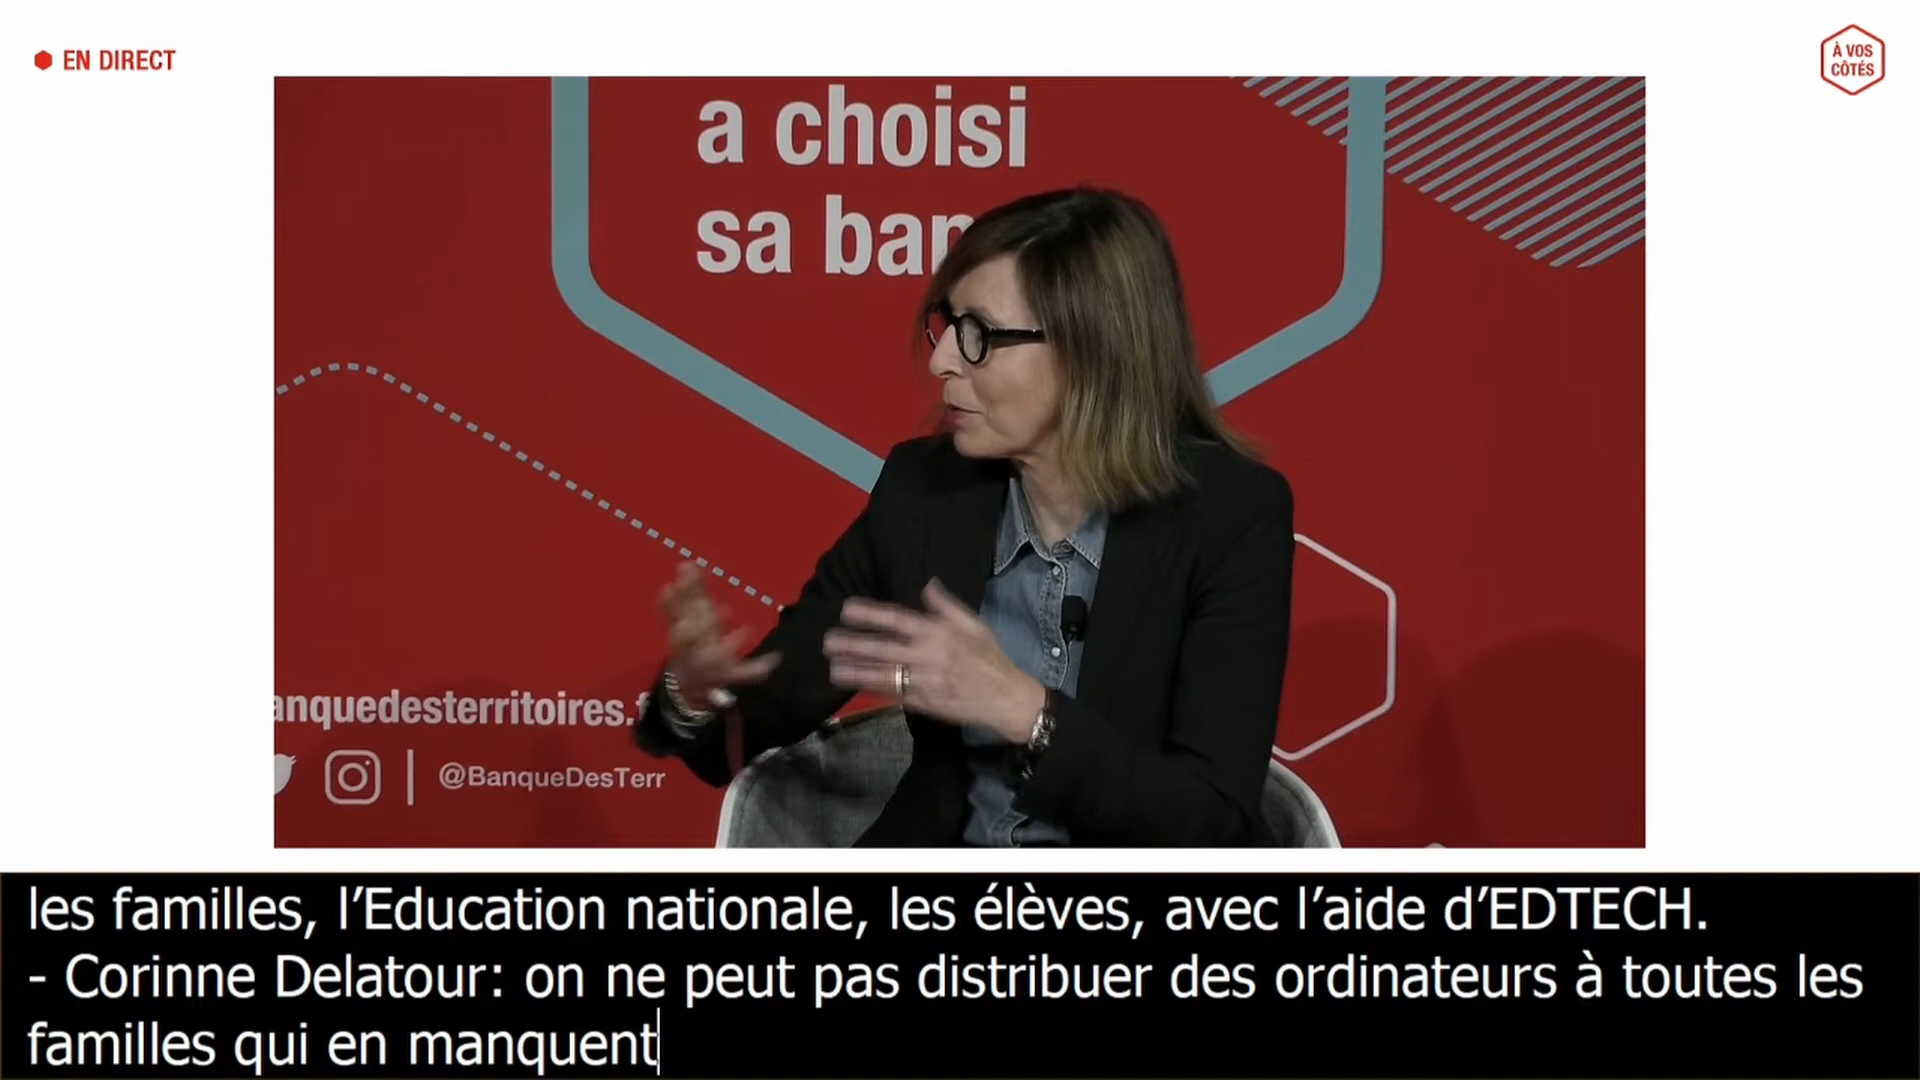 EN DIRECT
À VOS
CÔTÉS
a choisi
sa ban
anquedesterritoires.f
@BanqueDesTerr
les familles, l’Education nationale, les élèves, avec l’aide d’EDTECH.
- Corinne Delatour: on ne peut pas distribuer des ordinateurs à toutes les
familles qui en manquent